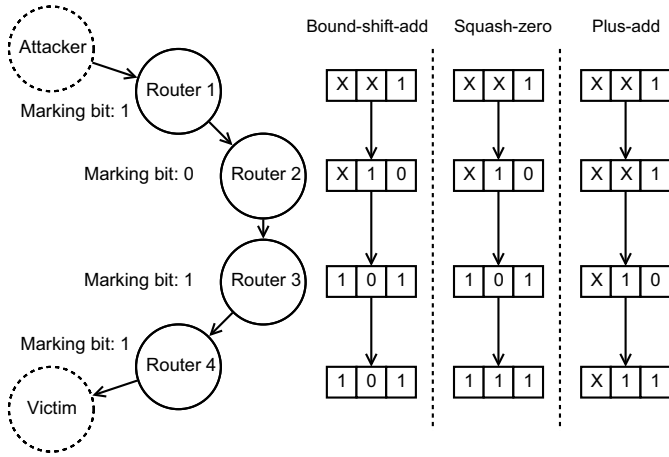 Bound-shift-add Squash-zero Plus-add
Attacker
Router 1
X X 1 X X 1 X X 1
Marking bit: 1
Marking bit: 0 Router 2
X 1 0 X 1 0 X X 1
Marking bit: 1 Router 3
1 0 1 1 0 1 X 1 0
Marking bit: 1
Router 4
1 0 1 1 1 1 X 1 1
Victim